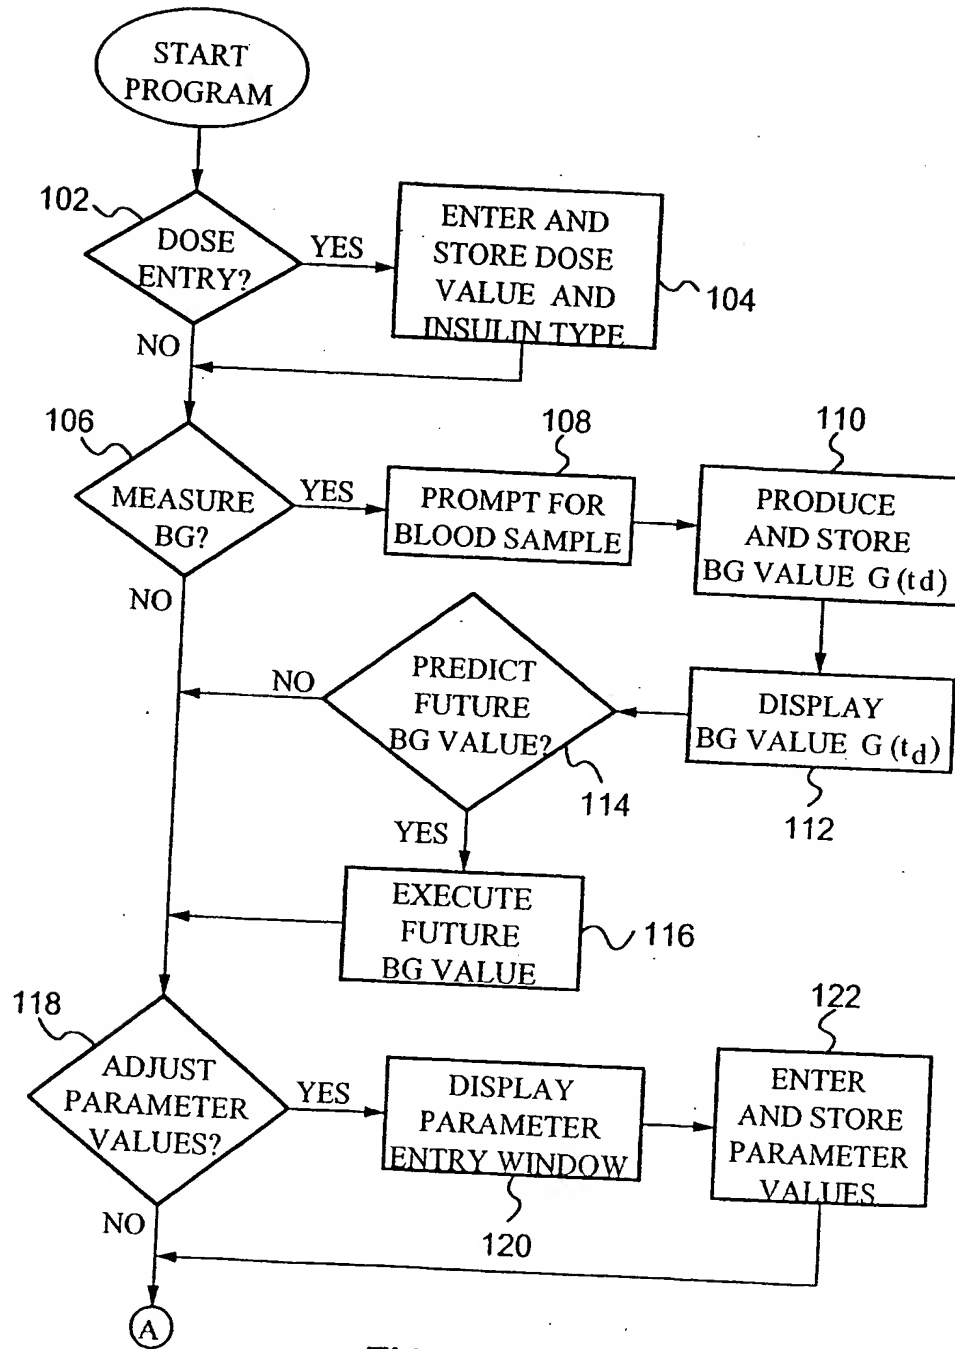 START
PROGRAM
102
DOSE
ENTRY?
YES
ENTER AND
STORE DOSE
VALUE AND
INSULIN TYPE
104
NO
106
MEASURE
BG?
YES
108
PROMPT FOR
BLOOD SAMPLE
110
PRODUCE
AND STORE
BG VALUE G(td)
NO
NO
PREDICT
FUTURE
BG VALUE?
114
DISPLAY
BG VALUE G(td)
112
YES
EXECUTE
FUTURE
BG VALUE
116
118
ADJUST
PARAMETER
VALUES?
YES
DISPLAY
PARAMETER
ENTRY WINDOW
120
122
ENTER
AND STORE
PARAMETER
VALUES
NO
A